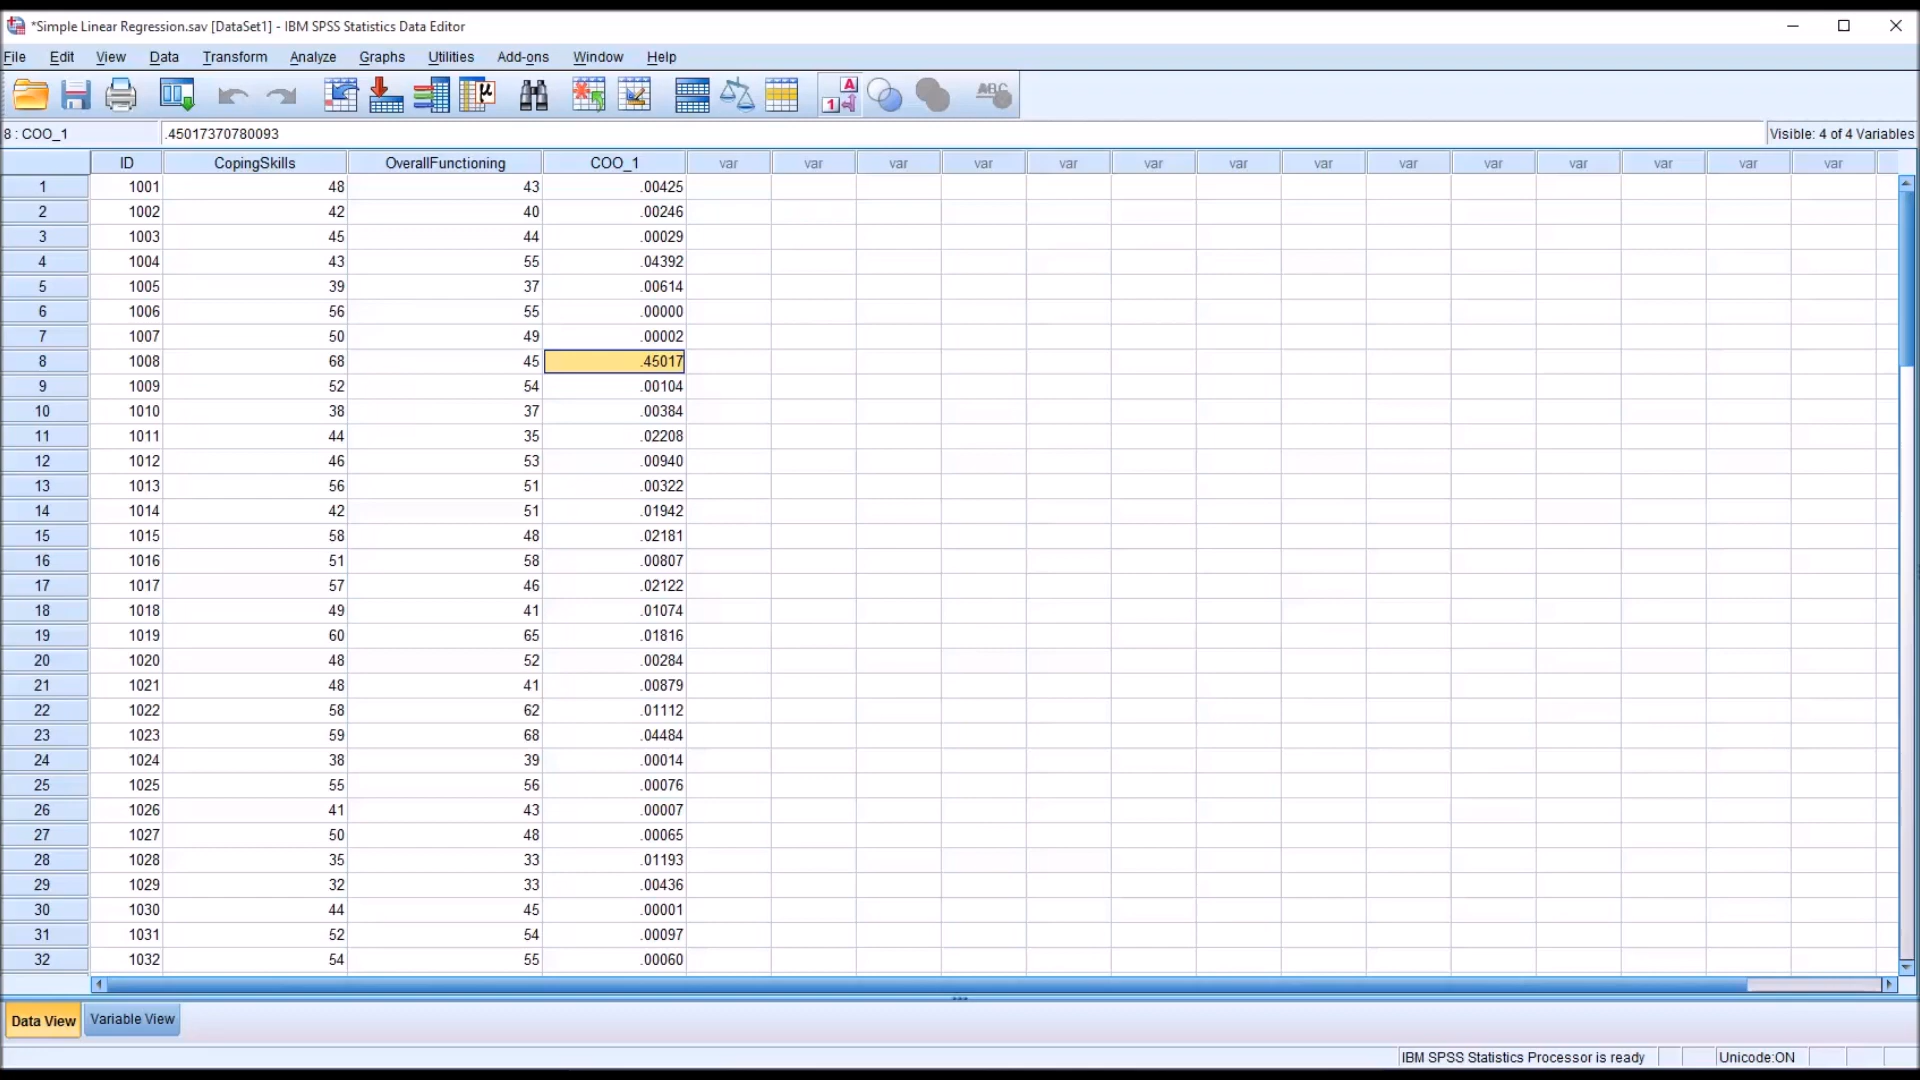 *Simple Linear Regression.sav [DataSet1] - IBM SPSS Statistics Data Editor
File Edit View Data Transform Analyze Graphs Utilities Add-ons Window Help
μ 1 A ABC
8 : COO_1 .45017370780093 Visible: 4 of 4 Variables
ID CopingSkills OverallFunctioning COO_1 var var var var var var var var var var var var var var
1 1001 48 43 .00425
2 1002 42 40 .00246
3 1003 45 44 .00029
4 1004 43 55 .04392
5 1005 39 37 .00614
6 1006 56 55 .00000
7 1007 50 49 .00002
8 1008 68 45 .45017
9 1009 52 54 .00104
10 1010 38 37 .00384
11 1011 44 35 .02208
12 1012 46 53 .00940
13 1013 56 51 .00322
14 1014 42 51 .01942
15 1015 58 48 .02181
16 1016 51 58 .00807
17 1017 57 46 .02122
18 1018 49 41 .01074
19 1019 60 65 .01816
20 1020 48 52 .00284
21 1021 48 41 .00879
22 1022 58 62 .01112
23 1023 59 68 .04484
24 1024 38 39 .00014
25 1025 55 56 .00076
26 1026 41 43 .00007
27 1027 50 48 .00065
28 1028 35 33 .01193
29 1029 32 33 .00436
30 1030 44 45 .00001
31 1031 52 54 .00097
32 1032 54 55 .00060
Data View Variable View
IBM SPSS Statistics Processor is ready Unicode:ON